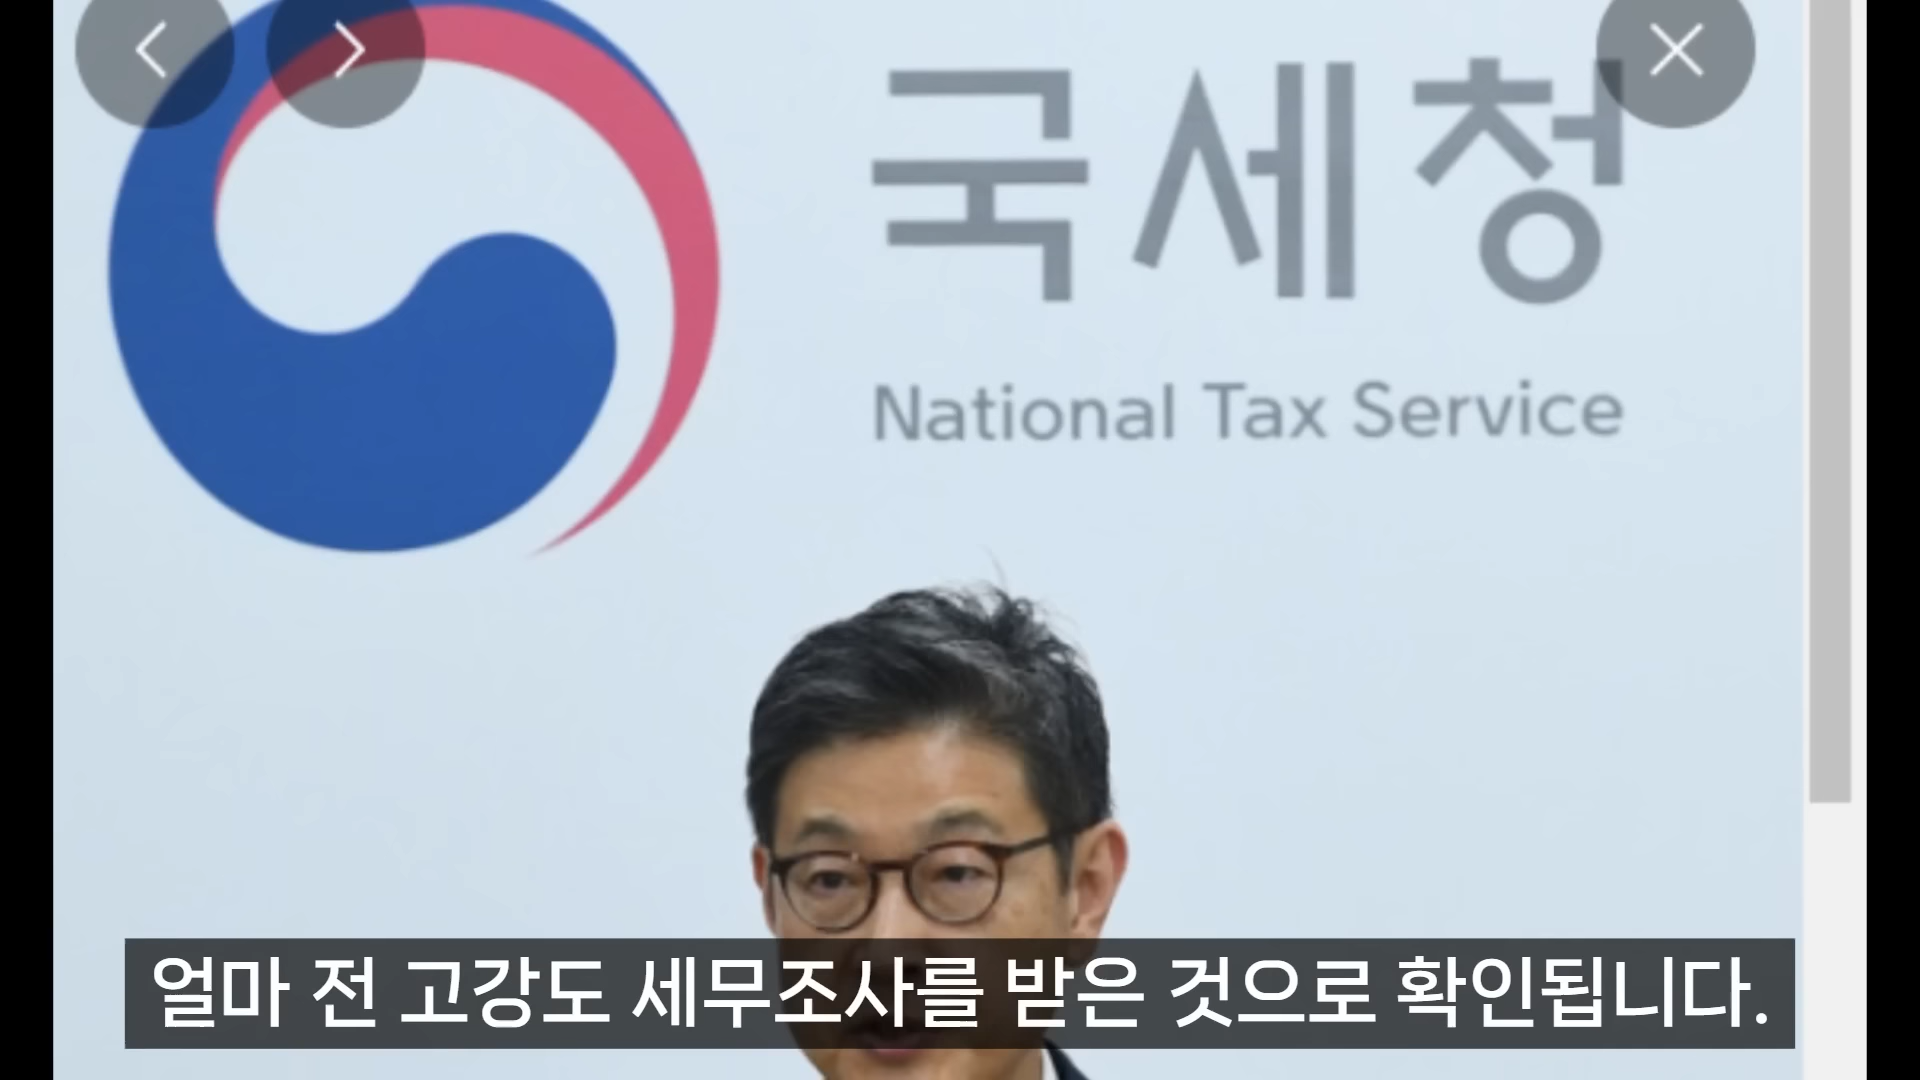 국세청
National Tax Service
얼마 전 고강도 세무조사를 받은 것으로 확인됩니다.